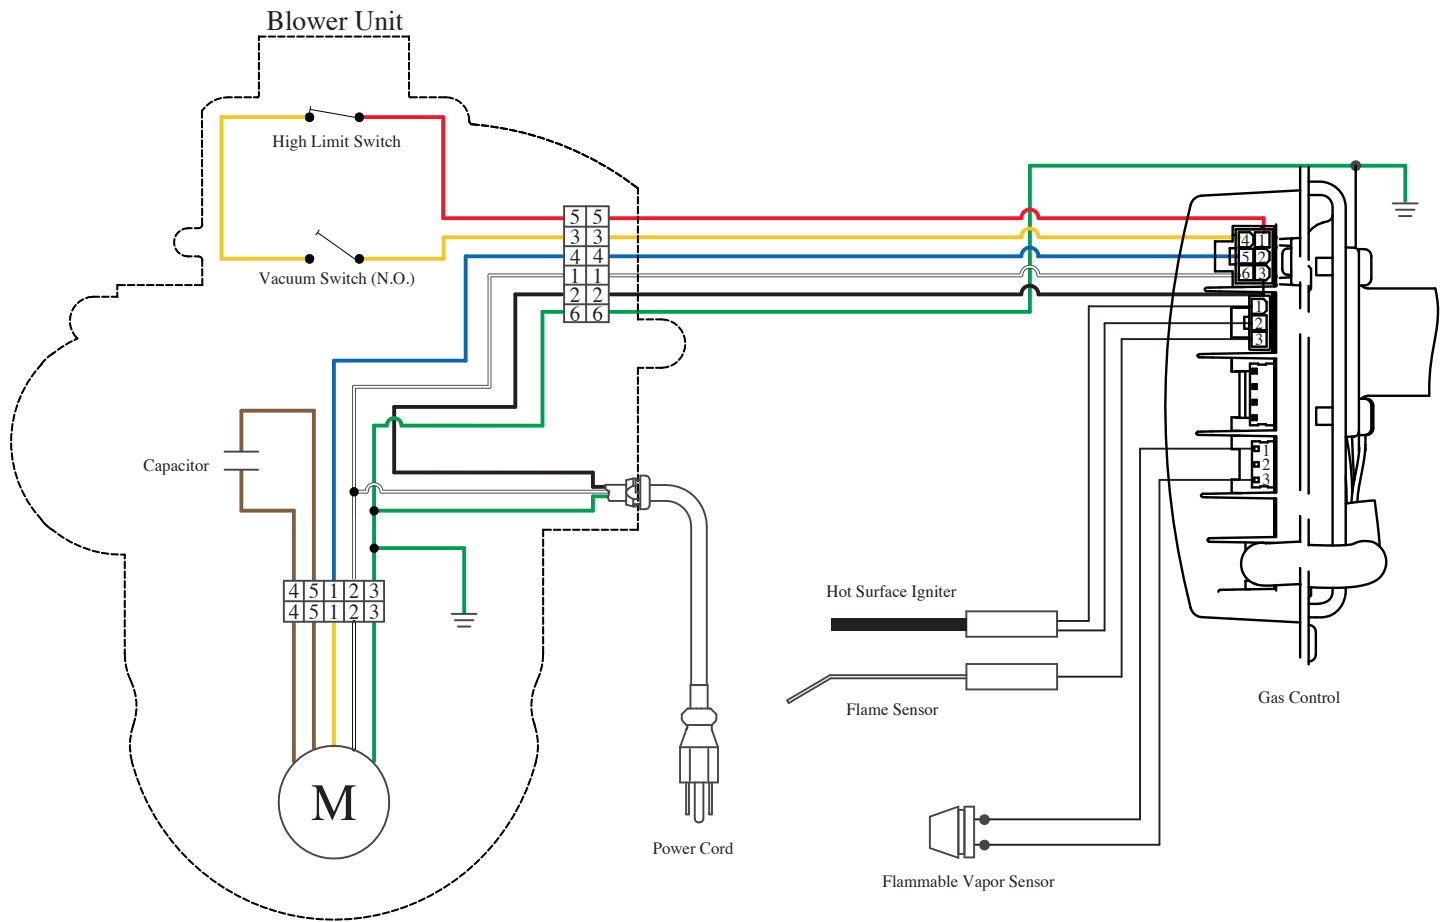 Blower Unit
High Limit Switch
Vacuum Switch (N.O.)
5 5
3 3
4 4
1 1
2 2
6 6
4 1
5 2
6 3
1
2
3
1
2
3
Capacitor
4 5 1 2 3
4 5 1 2 3
M
Power Cord
Hot Surface Igniter
Flame Sensor
Gas Control
Flammable Vapor Sensor